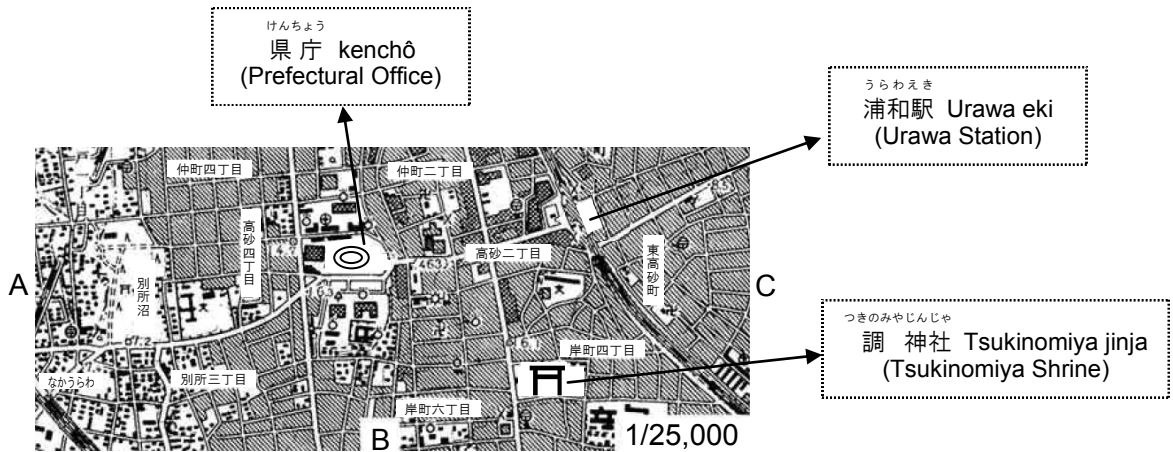 けんちょう
県庁 kenchô
(Prefectural Office)
うらわえき
浦和駅 Urawa eki
(Urawa Station)
仲町四丁目
仲町二丁目
高砂四丁目
高砂二丁目
(463)
東高砂町
A
別所沼
C
つきのみやじんじゃ
調 神社 Tsukinomiya jinja
(Tsukinomiya Shrine)
岸町四丁目
なかうらわ
別所三丁目
岸町六丁目
B
1/25,000